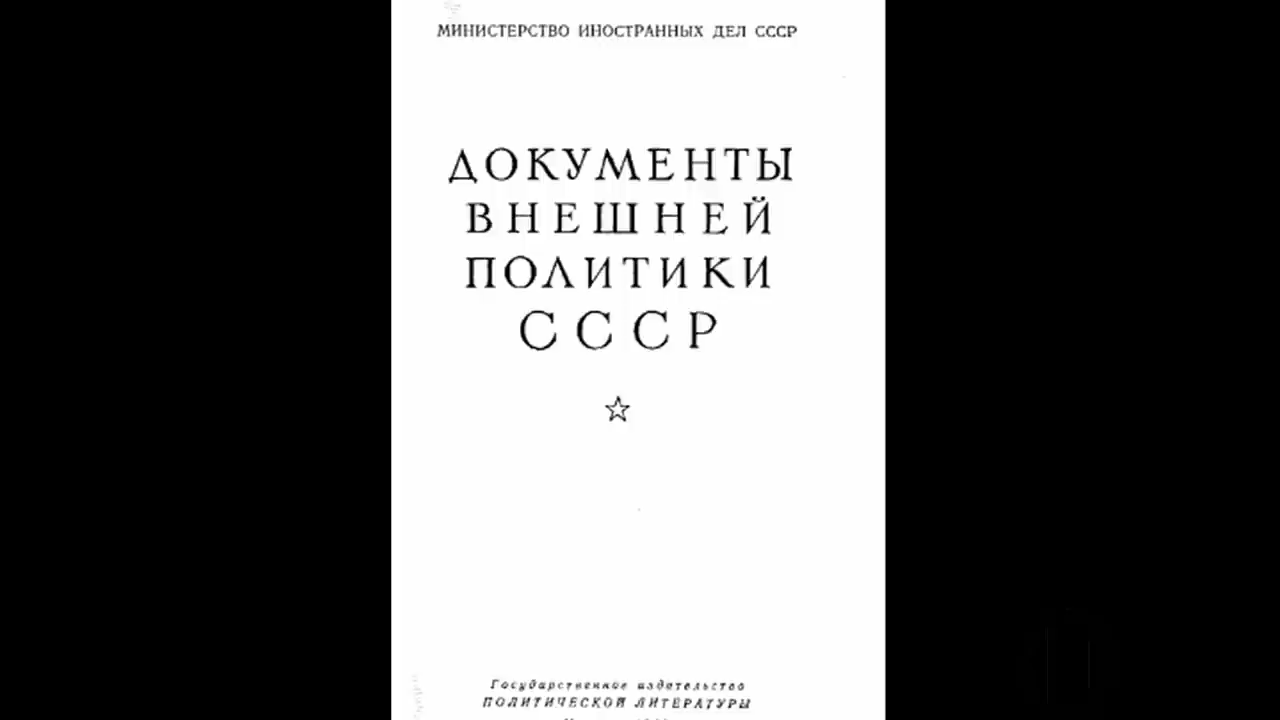 МИНИСТЕРСТВО ИНОСТРАННЫХ ДЕЛ СССР
ДОКУМЕНТЫ
ВНЕШНЕЙ
ПОЛИТИКИ
СССР
Государственное издательство
ПОЛИТИЧЕСКОЙ ЛИТЕРАТУРЫ